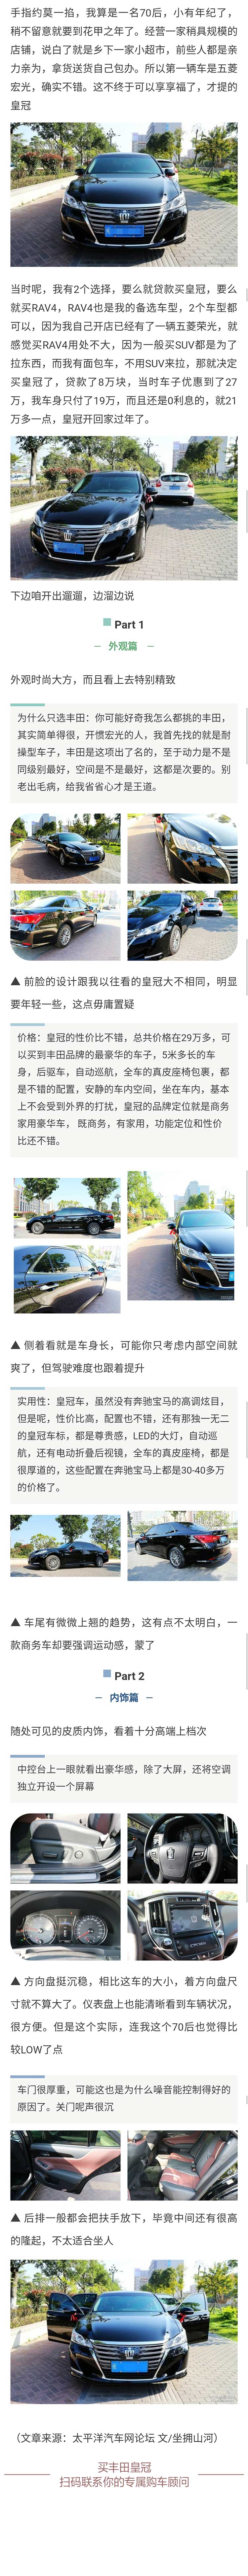 手指约莫一掐，我算是一名70后，小有年纪了，
稍不留意就要到花甲之年了。经营一家稍具规模的
店铺，说白了就是乡下一家小超市，前些人都是亲
力亲为，拿货送货自己包办。所以第一辆车是五菱
宏光，确实不错。这不终于可以享享福了，才提的
皇冠
当时呢，我有2个选择，要么就贷款买皇冠，要么
就买RAV4，RAV4也是我的备选车型，2个车型都
可以，因为我自己开店已经有了一辆五菱荣光，就
感觉买RAV4用处不大，因为一般买SUV都是为了
拉东西，而我有面包车，不用SUV来拉，那就决定
买皇冠了，贷款了8万块，当时车子优惠到了27
万，我车身只付了19万，而且还是0利息的，就21
万多一点，皇冠开回家过年了。
下边咱开出遛遛，边溜边说
Part 1
外观篇
外观时尚大方，而且看上去特别精致
为什么只选丰田：你可能好奇我怎么都挑的丰田，
其实简单得很，开惯宏光的人，我首先找的就是耐
操型车子，丰田是这项出了名的，至于动力是不是
同级别最好，空间是不是最好，这都是次要的。别
老出毛病，给我省省心才是王道。
▲ 前脸的设计跟我以往看的皇冠大不相同，明显
要年轻一些，这点毋庸置疑
价格：皇冠的性价比不错，总共价格在29万多，可
以买到丰田品牌的最豪华的车子，5米多长的车
身，后驱车，自动巡航，全车的真皮座椅包裹，都
是不错的配置，安静的车内空间，坐在车内，基本
上不会受到外界的打扰，皇冠的品牌定位就是商务
家用豪华车， 既商务，有家用，功能定位和性价
比还不错。
▲ 侧着看就是车身长，可能你只考虑内部空间就
爽了，但驾驶难度也跟着提升
实用性：皇冠车，虽然没有奔驰宝马的高调炫目，
但是呢，性价比高，配置也不错，还有那独一无二
的皇冠车标，都是尊贵感，LED的大灯，自动巡
航，还有电动折叠后视镜，全车的真皮座椅，都是
很厚道的，这些配置在奔驰宝马上都是30-40多万
的价格了。
▲ 车尾有微微上翘的趋势，这有点不太明白，一
款商务车却要强调运动感，蒙了
Part 2
内饰篇
随处可见的皮质内饰，看着十分高端上档次
中控台上一眼就看出豪华感，除了大屏，还将空调
独立开设一个屏幕
▲ 方向盘挺沉稳，相比这车的大小，着方向盘尺
寸就不算大了。仪表盘上也能清晰看到车辆状况，
很方便。但是这个实际，连我这个70后也觉得比
较LOW了点
车门很厚重，可能这也是为什么噪音能控制得好的
原因了。关门呢声很沉
▲ 后排一般都会把扶手放下，毕竟中间还有很高
的隆起，不太适合坐人
（文章来源：太平洋汽车网论坛 文/坐拥山河）
买丰田皇冠
扫码联系你的专属购车顾问